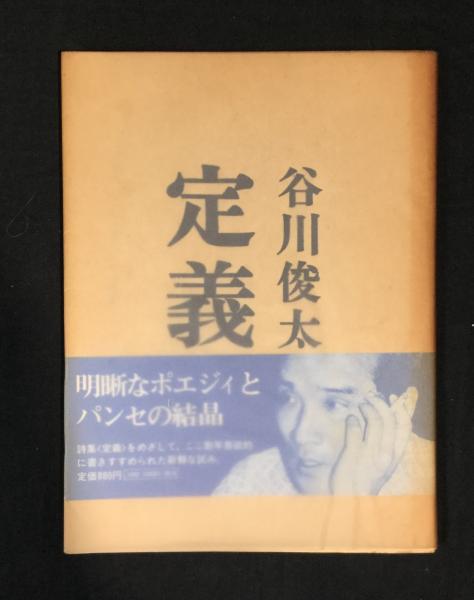 谷川俊太
定義
明晰なポエジィと
パンセの結晶
詩集〈定義〉をめざして、ここ数年意欲的
に書きすすめられた新鮮な試み。
定価880円